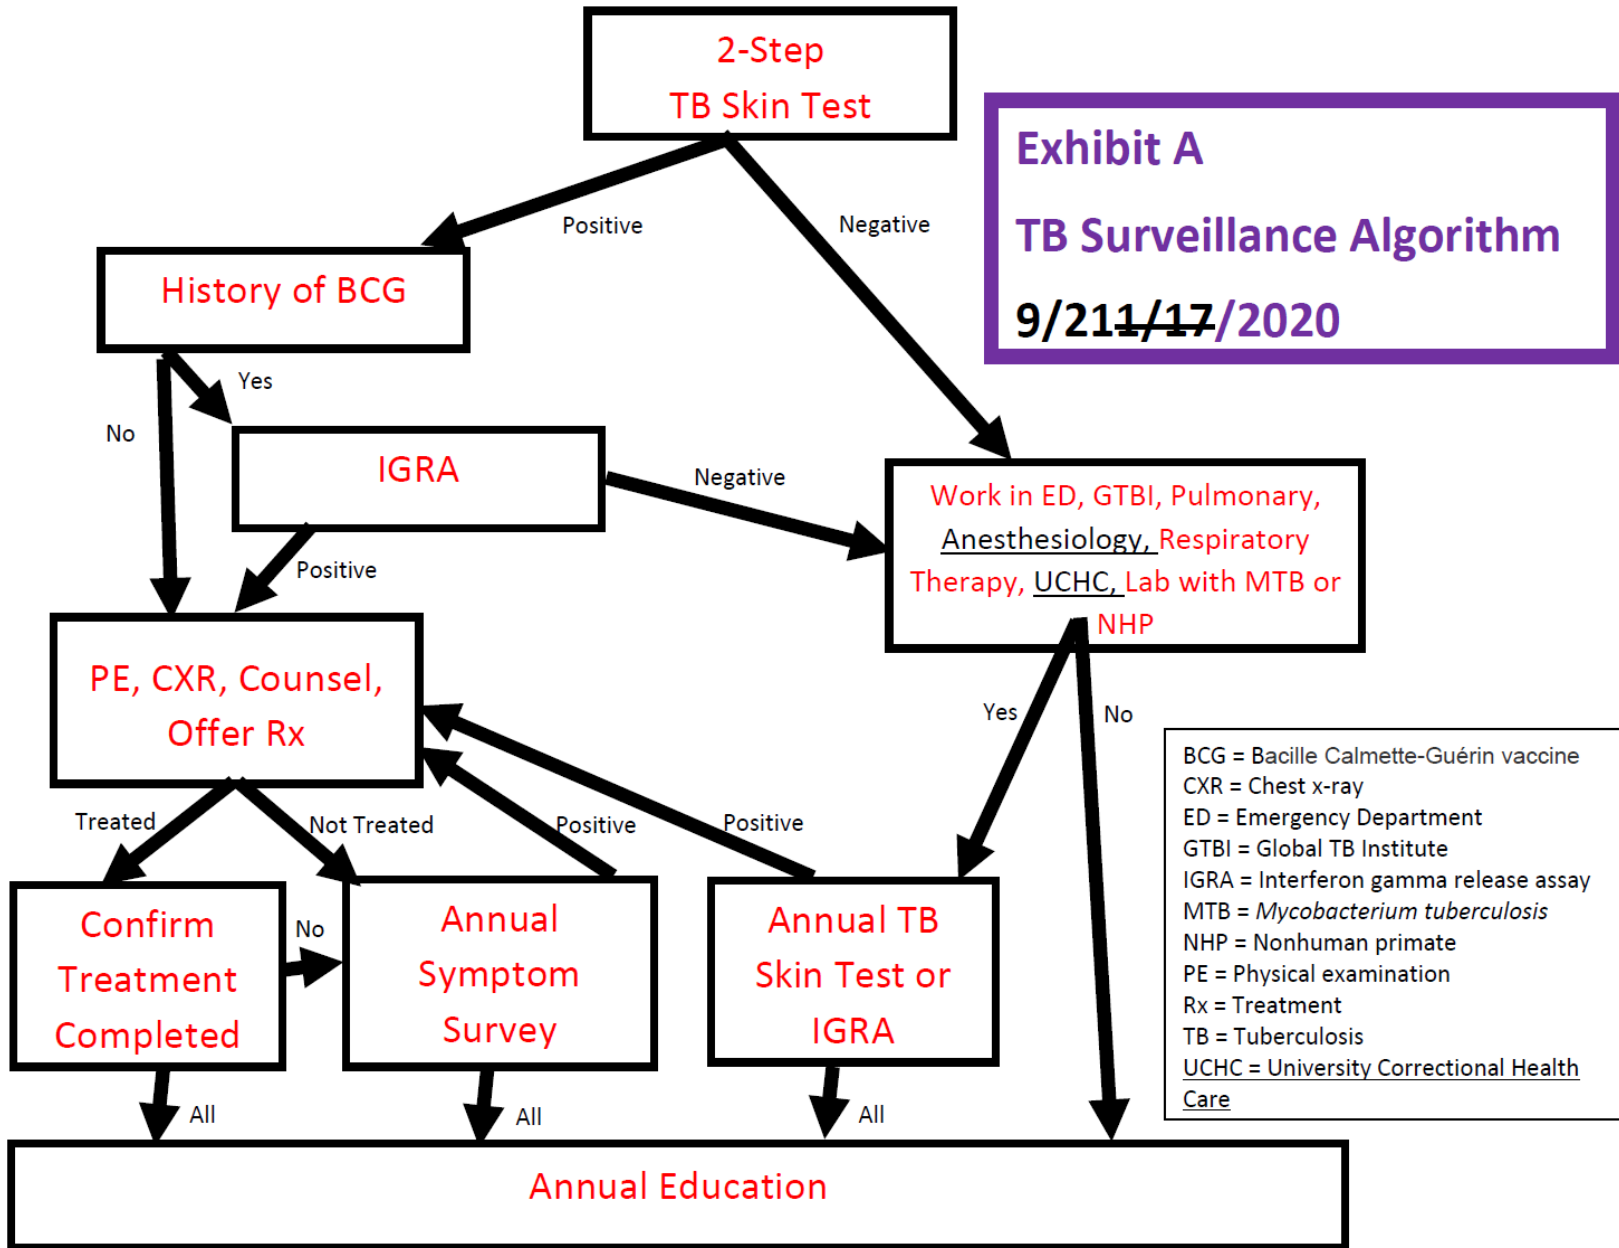 2-Step
TB Skin Test
Exhibit A
TB Surveillance Algorithm
9/211/17/2020
Positive
Negative
History of BCG
Yes
No
IGRA
Negative
Positive
Work in ED, GTBI, Pulmonary,
Anesthesiology, Respiratory
Therapy, UCHC, Lab with MTB or
NHP
PE, CXR, Counsel,
Offer Rx
Yes
No
Treated
Not Treated
Positive
Positive
BCG = Bacille Calmette-Guérin vaccine
CXR = Chest x-ray
ED = Emergency Department
GTBI = Global TB Institute
IGRA = Interferon gamma release assay
MTB = Mycobacterium tuberculosis
NHP = Nonhuman primate
PE = Physical examination
Rx = Treatment
TB = Tuberculosis
UCHC = University Correctional Health
Care
Confirm
Treatment
Completed
No
Annual
Symptom
Survey
Annual TB
Skin Test or
IGRA
All
All
All
Annual Education